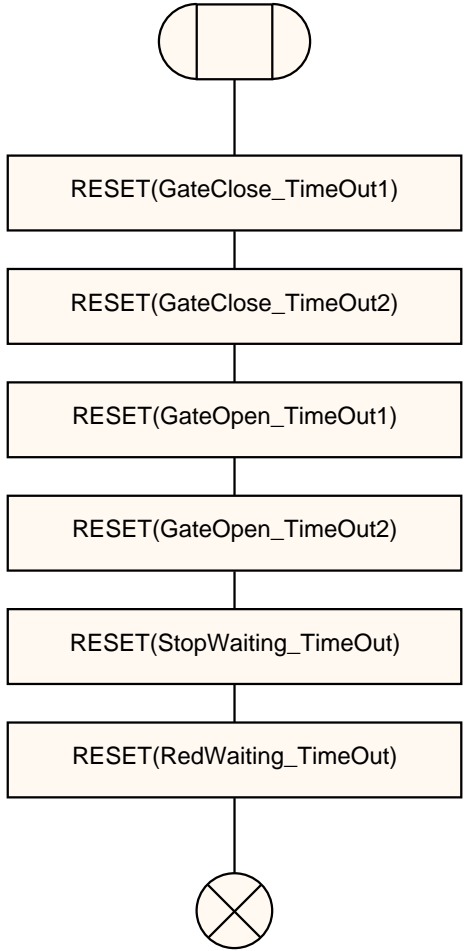 RESET(GateClose_TimeOut1)
RESET(GateClose_TimeOut2)
RESET(GateOpen_TimeOut1)
RESET(GateOpen_TimeOut2)
RESET(StopWaiting_TimeOut)
RESET(RedWaiting_TimeOut)